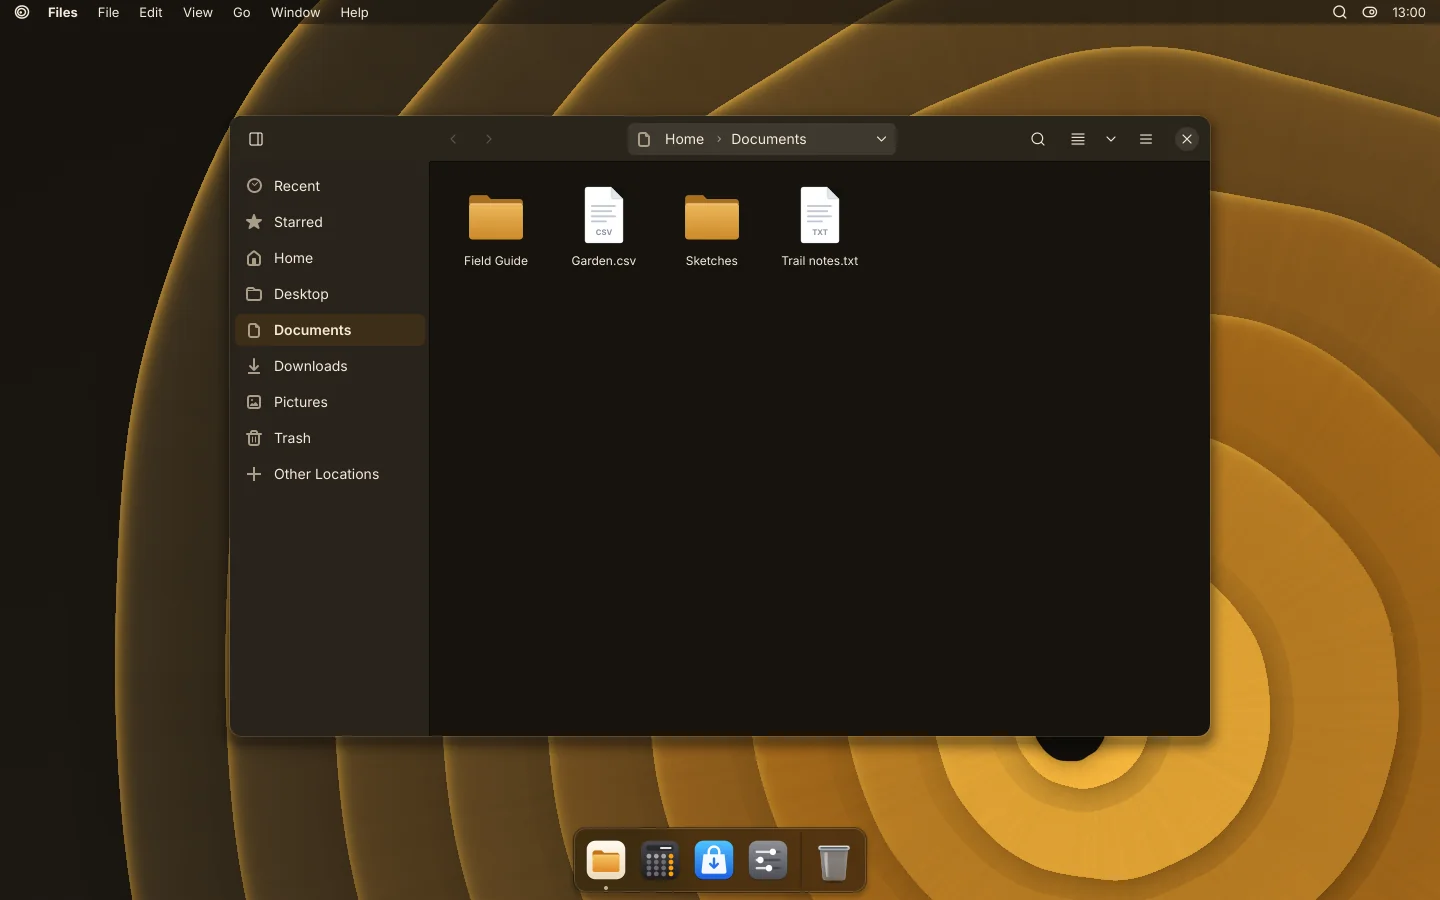 Files File Edit View Go Window Help 13:00
Home Documents
Recent
Starred
Home
Desktop
Documents
Downloads
Pictures
Trash
Other Locations
CSV TXT
Field Guide Garden.csv Sketches Trail notes.txt